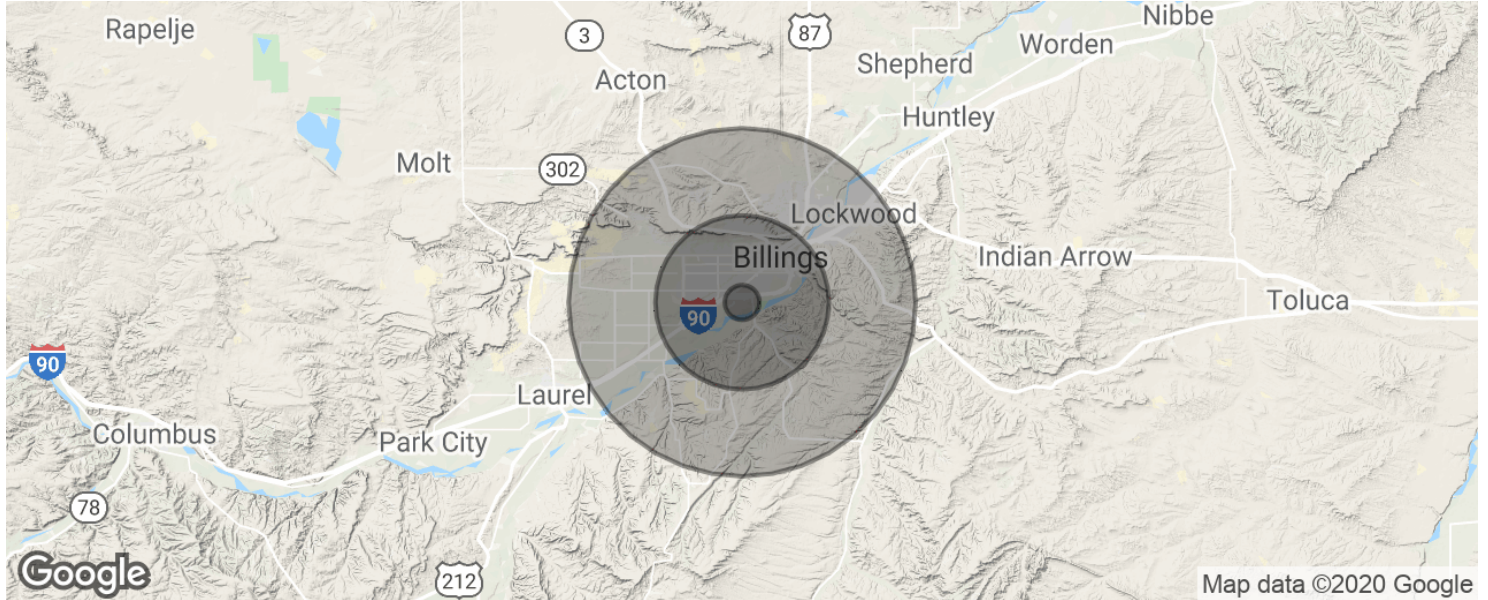 Nibbe
Rapelje
3
87
Worden
Shepherd
Acton
Huntley
Molt
302
Lockwood
Billings
Indian Arrow
Toluca
90
90
Laurel
Columbus
Park City
78
212
Google
Map data ©2020 Google